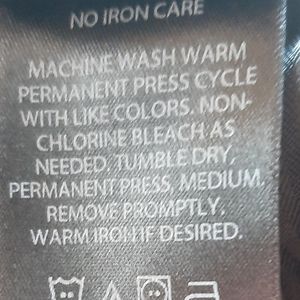 NO IRON CARE
MACHINE WASH WARM
PERMANENT PRESS CYCLE
WITH LIKE COLORS. NON-
CHLORINE BLEACH AS
NEEDED. TUMBLE DRY,
PERMANENT PRESS, MEDIUM.
REMOVE PROMPTLY,
WARM IRON IF DESIRED.